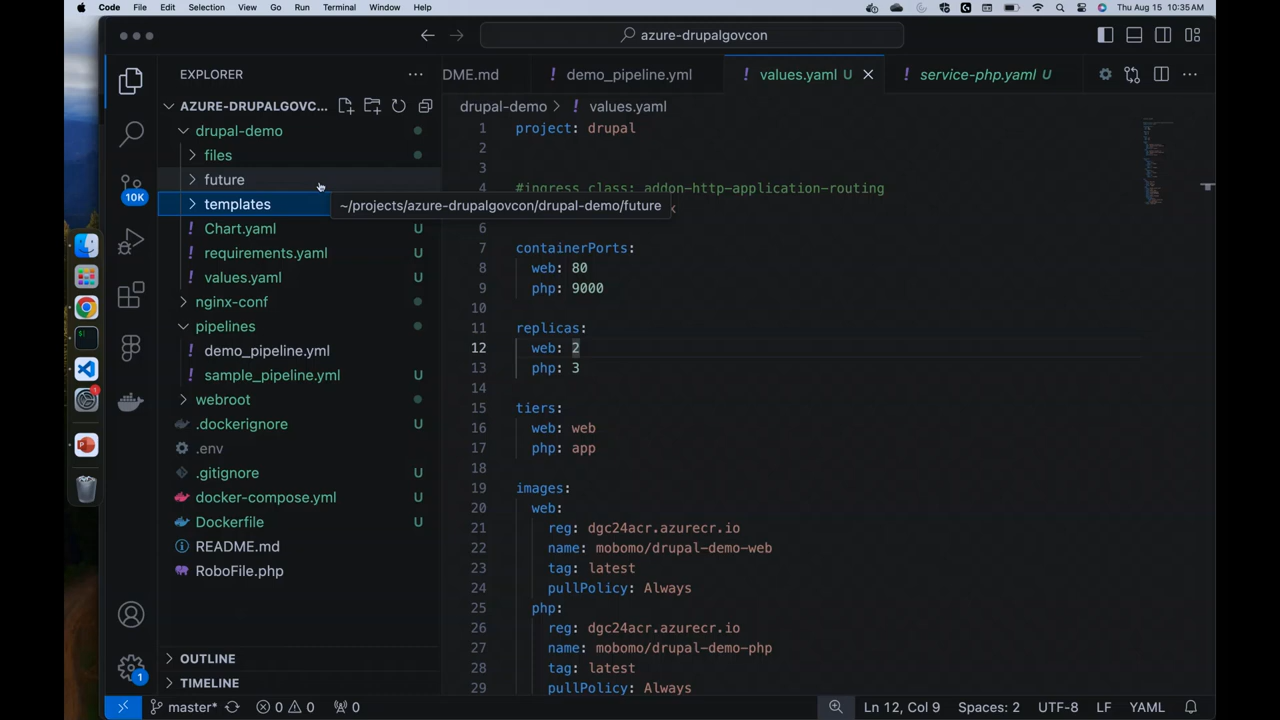 Code File Edit Selection View Go Run Terminal Window Help Thu Aug 15 10:35 AM
azure-drupalgovcon
EXPLORER
DME.md
demo_pipeline.yml
values.yaml U
service-php.yaml U
AZURE-DRUPALGOVC...
drupal-demo
files
future
templates
Chart.yaml U
requirements.yaml U
values.yaml U
nginx-conf
pipelines
demo_pipeline.yml
sample_pipeline.yml U
webroot
.dockerignore U
.env
.gitignore U
docker-compose.yml U
Dockerfile U
README.md
RoboFile.php
OUTLINE
TIMELINE
10K
1
1
~/projects/azure-drupalgovcon/drupal-demo/future
drupal-demo > values.yaml
1 project: drupal
2
3
4 #ingress class: addon-http-application-routing
6
7 containerPorts:
8 web: 80
9 php: 9000
10
11 replicas:
12 web: 2
13 php: 3
14
15 tiers:
16 web: web
17 php: app
18
19 images:
20 web:
21 reg: dgc24acr.azurecr.io
22 name: mobomo/drupal-demo-web
23 tag: latest
24 pullPolicy: Always
25 php:
26 reg: dgc24acr.azurecr.io
27 name: mobomo/drupal-demo-php
28 tag: latest
29 pullPolicy: Always
master* 0 0 0 Ln 12, Col 9 Spaces: 2 UTF-8 LF YAML